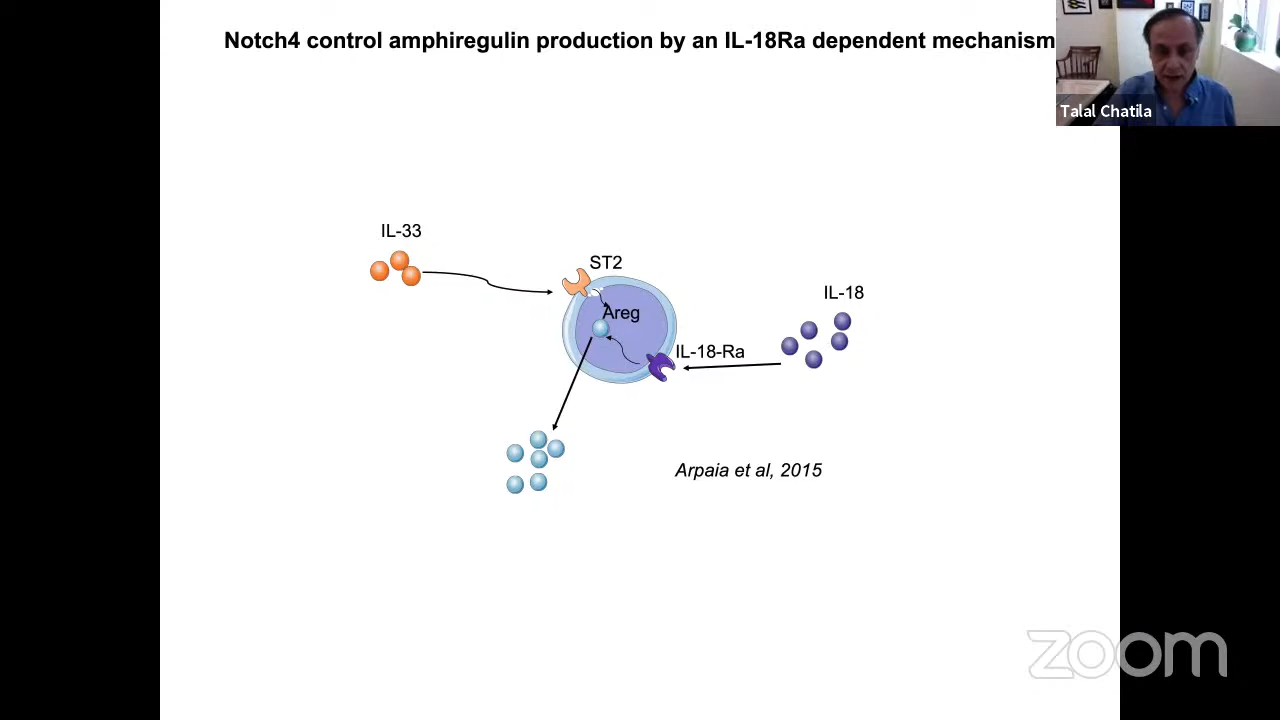 Notch4 control amphiregulin production by an IL-18Ra dependent mechanism
Talal Chatila
IL-33
ST2
IL-18
Areg
IL-18-Ra
Arpaia et al, 2015
zoom